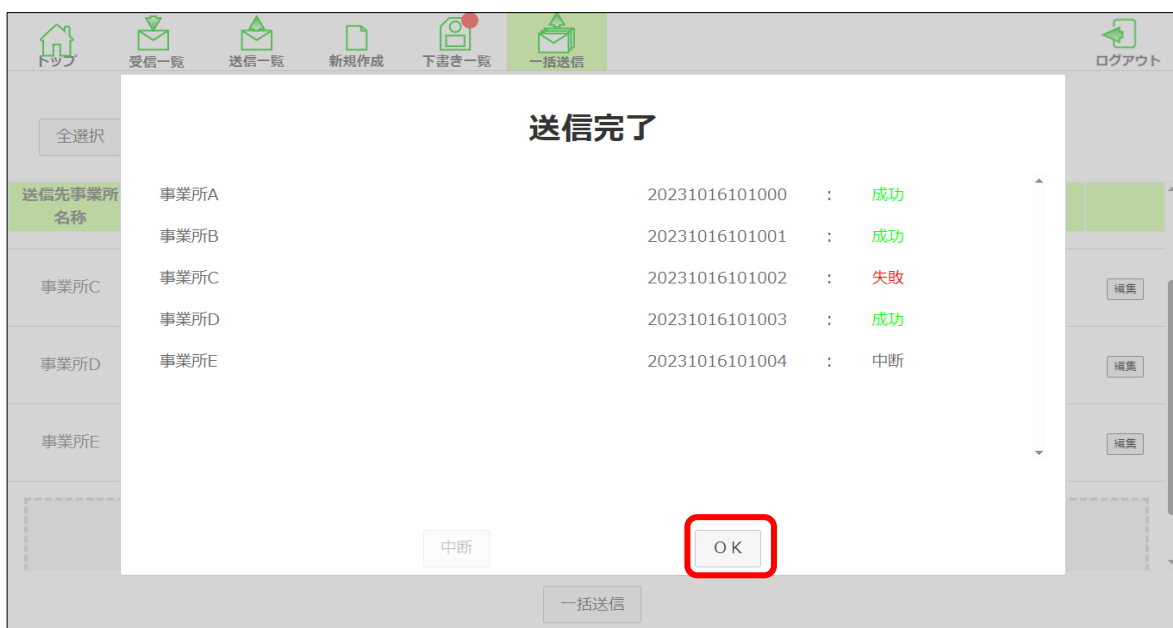 トップ 受信一覧 送信一覧 新規作成 下書き一覧 一括送信 ログアウト
送信完了
全選択
送信先事業所
名称
事業所A 20231016101000 : 成功
事業所B 20231016101001 : 成功
事業所C 20231016101002 : 失敗
事業所D 20231016101003 : 成功
事業所E 20231016101004 : 中断
事業所C 編集
事業所D 編集
事業所E 編集
中断 ＯＫ
一括送信